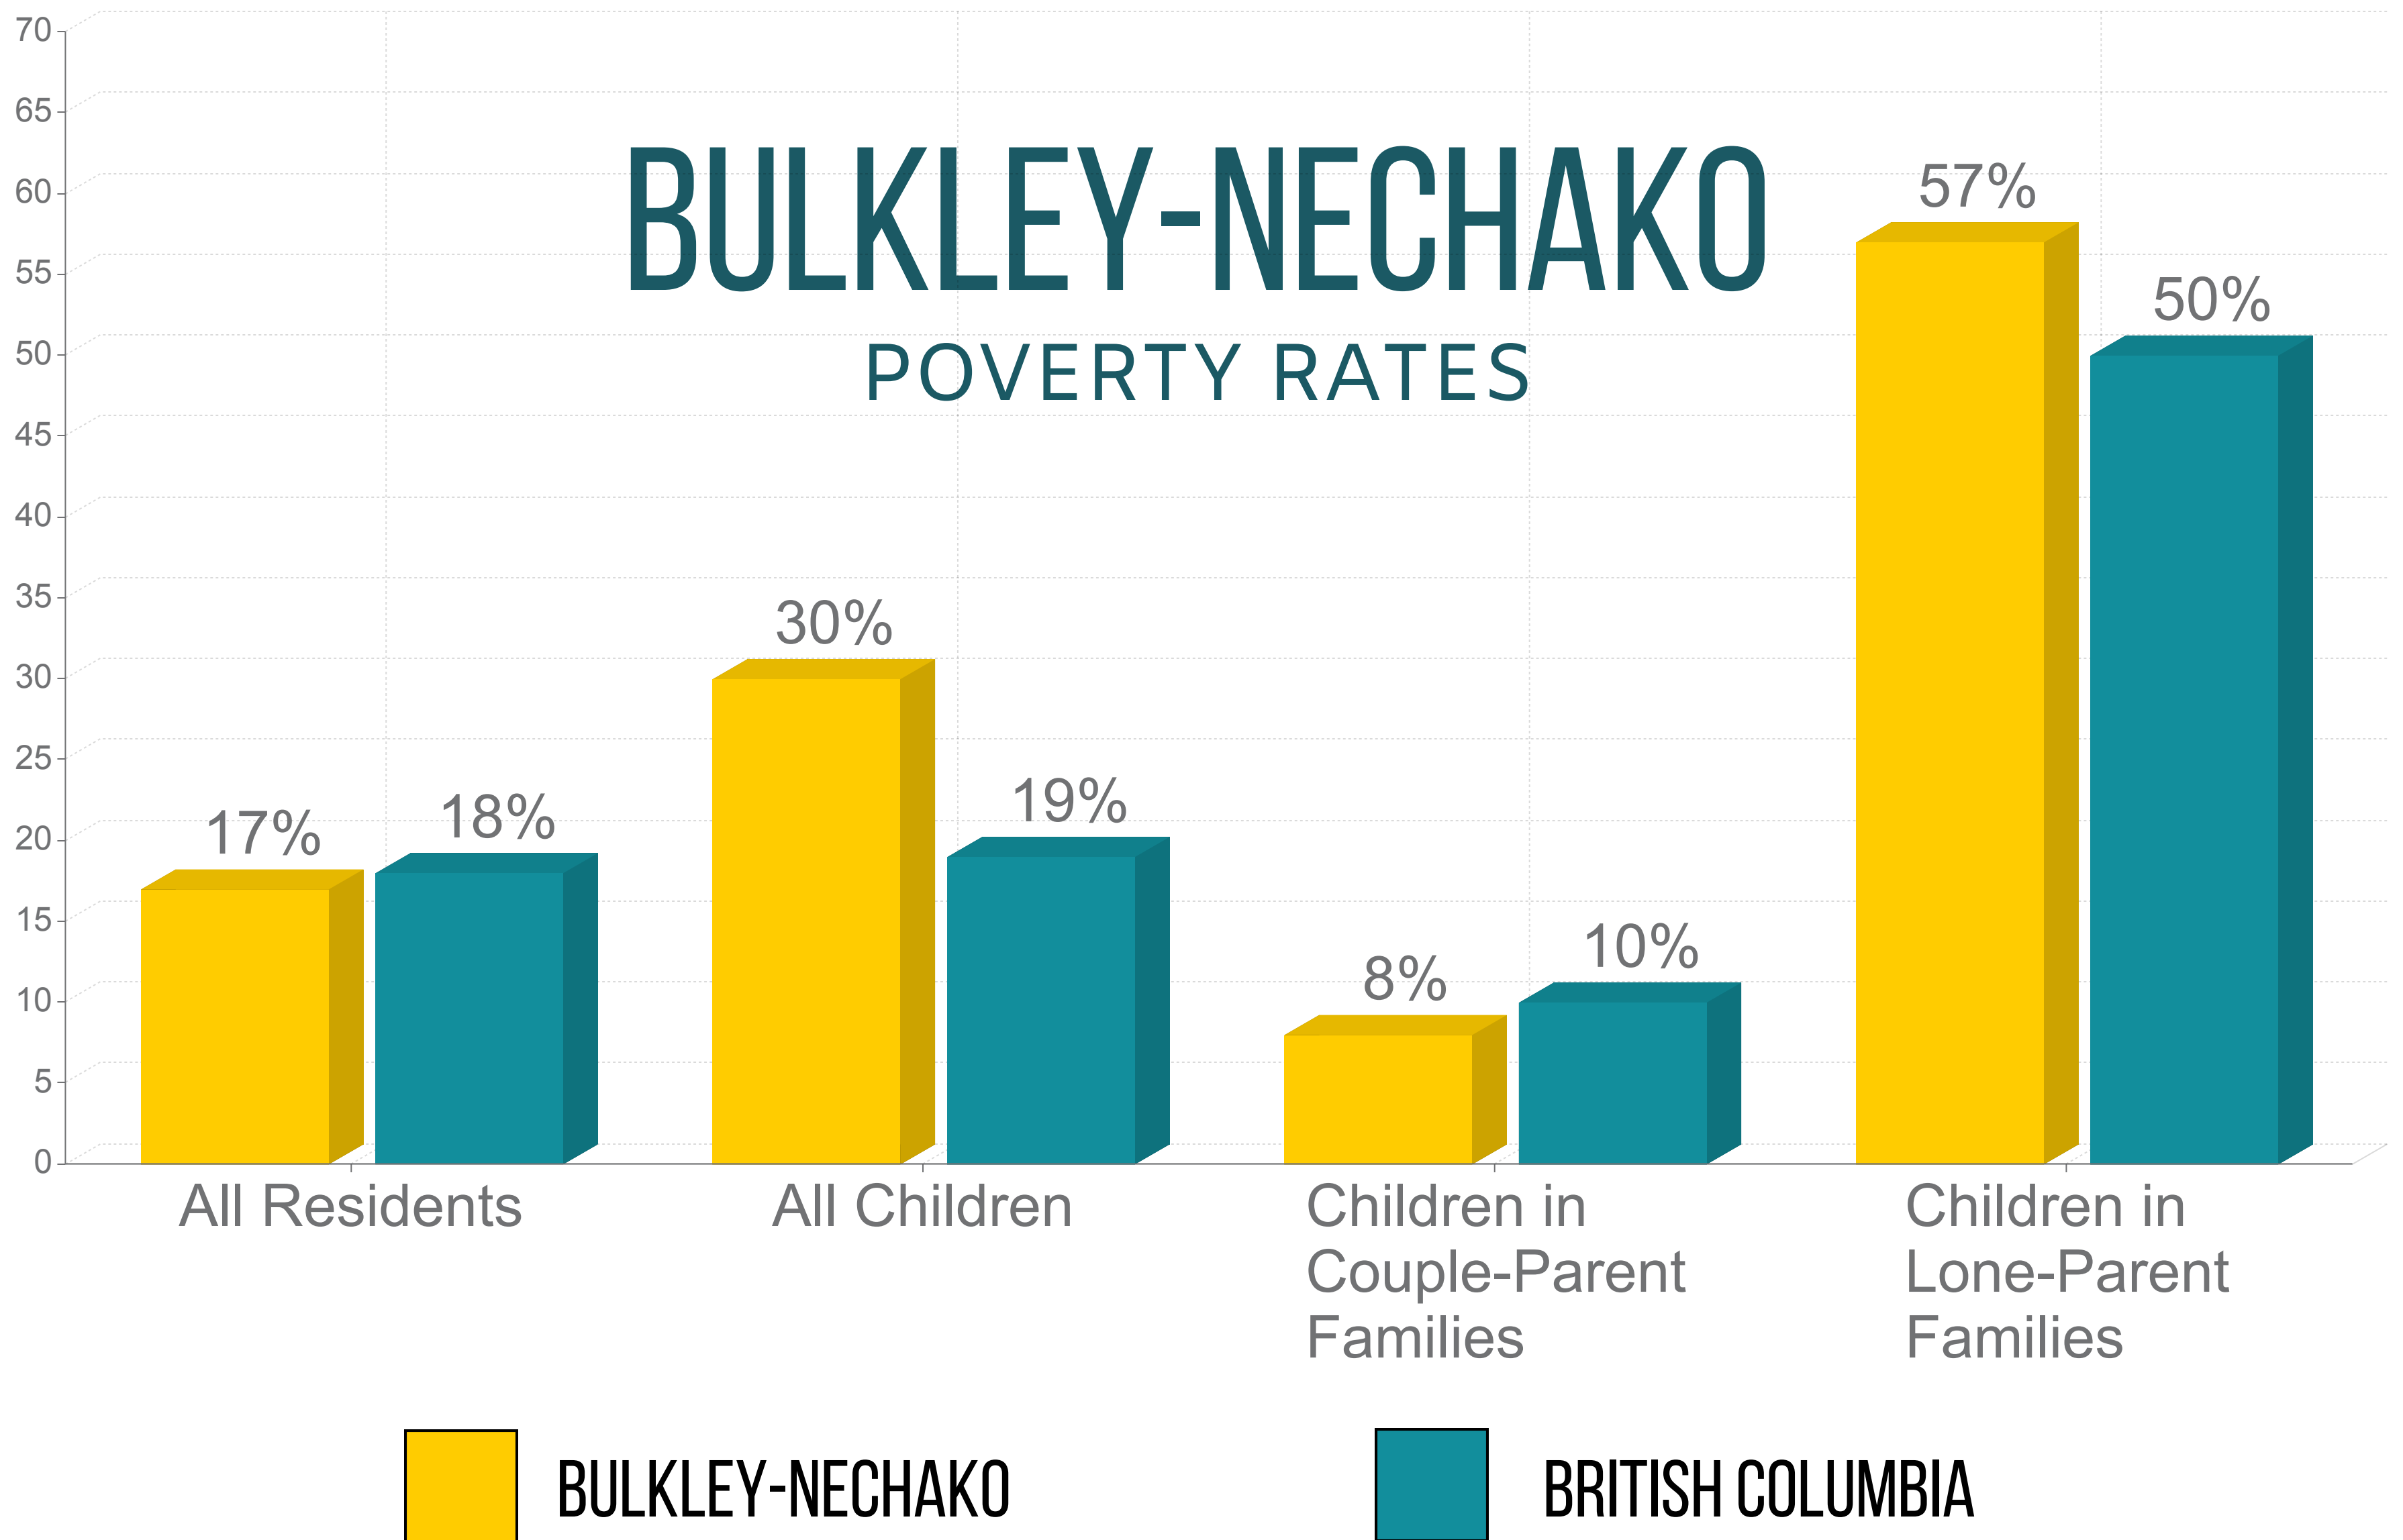 70
65
60
55
50
45
40
35
30
25
20
15
10
5
0
BULKLEY-NECHAKO
POVERTY RATES
17%
18%
30%
19%
8%
10%
57%
50%
All Residents
All Children
Children in
Couple-Parent
Families
Children in
Lone-Parent
Families
BULKLEY-NECHAKO
BRITISH COLUMBIA